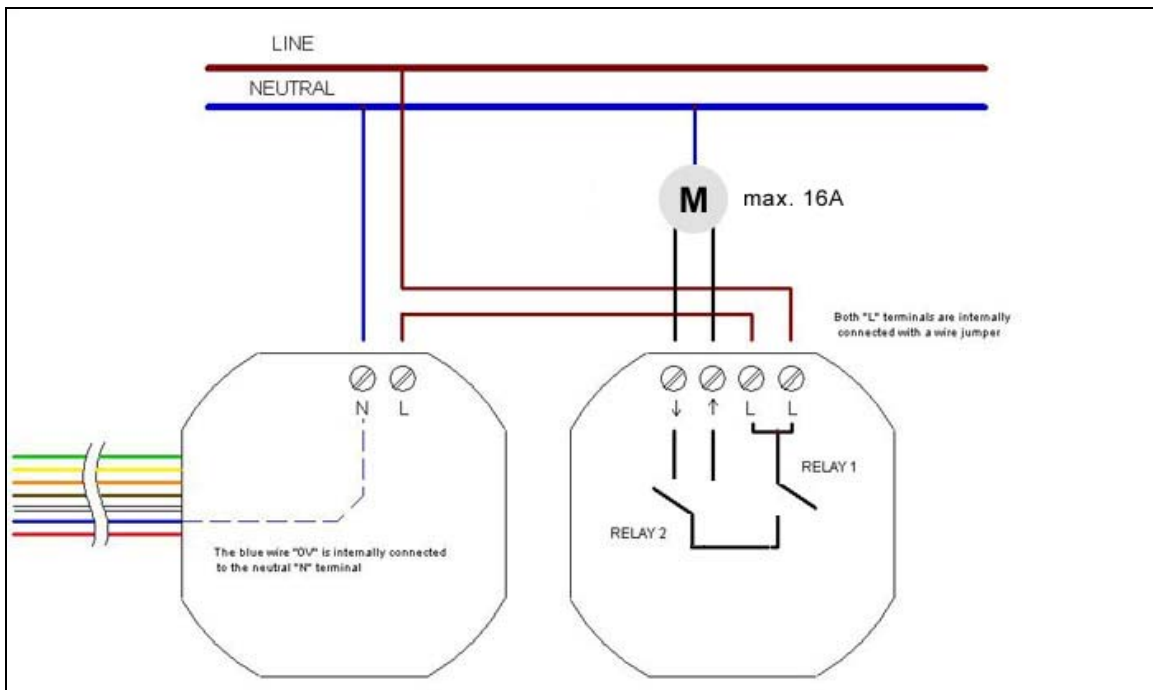 LINE
NEUTRAL
M
max. 16A
Both "L" terminals are internally
connected with a wire jumper
N
L
↓
↑
L
L
RELAY 1
RELAY 2
The blue wire "0V" is internally connected
to the neutral "N" terminal